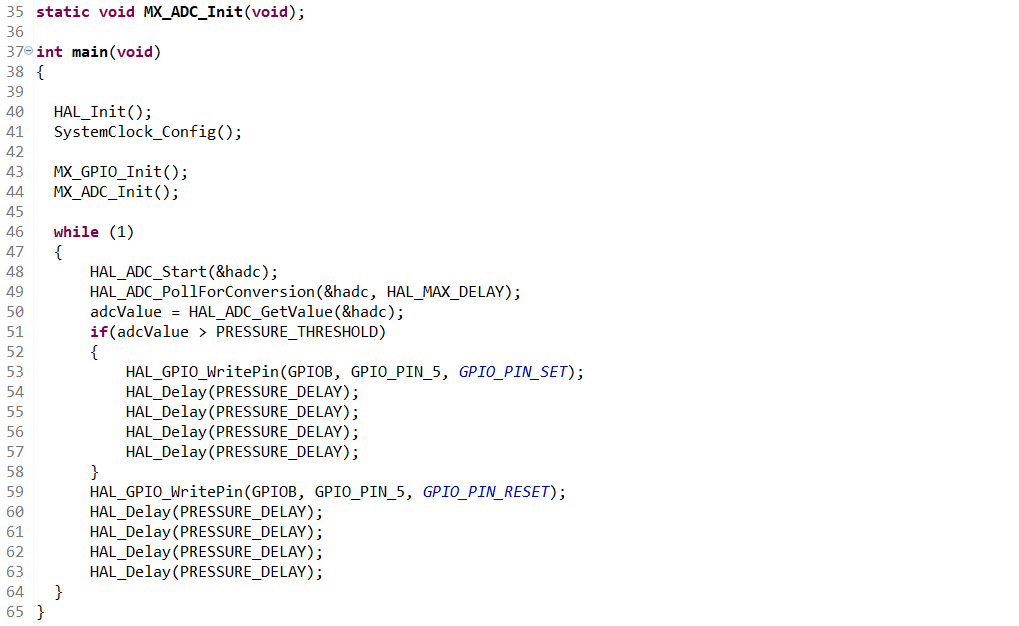 35 static void MX_ADC_Init(void);
36
37 int main(void)
38 {
39
40   HAL_Init();
41   SystemClock_Config();
42
43   MX_GPIO_Init();
44   MX_ADC_Init();
45
46   while (1)
47   {
48       HAL_ADC_Start(&hadc);
49       HAL_ADC_PollForConversion(&hadc, HAL_MAX_DELAY);
50       adcValue = HAL_ADC_GetValue(&hadc);
51       if(adcValue > PRESSURE_THRESHOLD)
52       {
53           HAL_GPIO_WritePin(GPIOB, GPIO_PIN_5, GPIO_PIN_SET);
54           HAL_Delay(PRESSURE_DELAY);
55           HAL_Delay(PRESSURE_DELAY);
56           HAL_Delay(PRESSURE_DELAY);
57           HAL_Delay(PRESSURE_DELAY);
58       }
59       HAL_GPIO_WritePin(GPIOB, GPIO_PIN_5, GPIO_PIN_RESET);
60       HAL_Delay(PRESSURE_DELAY);
61       HAL_Delay(PRESSURE_DELAY);
62       HAL_Delay(PRESSURE_DELAY);
63       HAL_Delay(PRESSURE_DELAY);
64   }
65 }